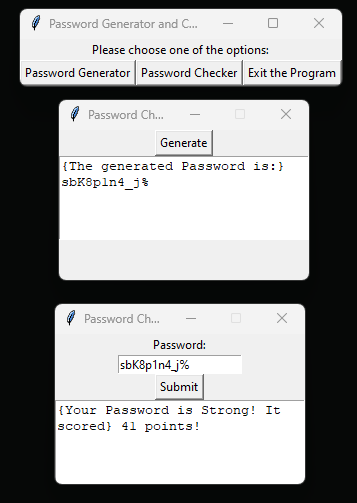 Password Generator and C...
Please choose one of the options:
Password Generator Password Checker Exit the Program
Password Ch...
Generate
{The generated Password is:}
sbK8p1n4_j%
Password Ch...
Password:
sbK8p1n4_j%
Submit
{Your Password is Strong! It
scored} 41 points!